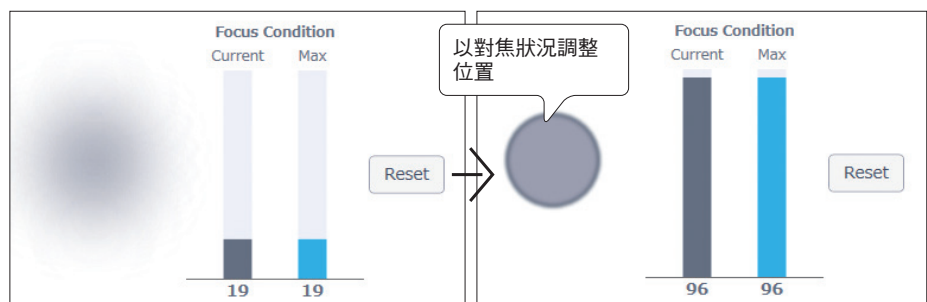 Focus Condition
Current Max
Reset
19 19
以對焦狀況調整
位置
Focus Condition
Current Max
Reset
96 96